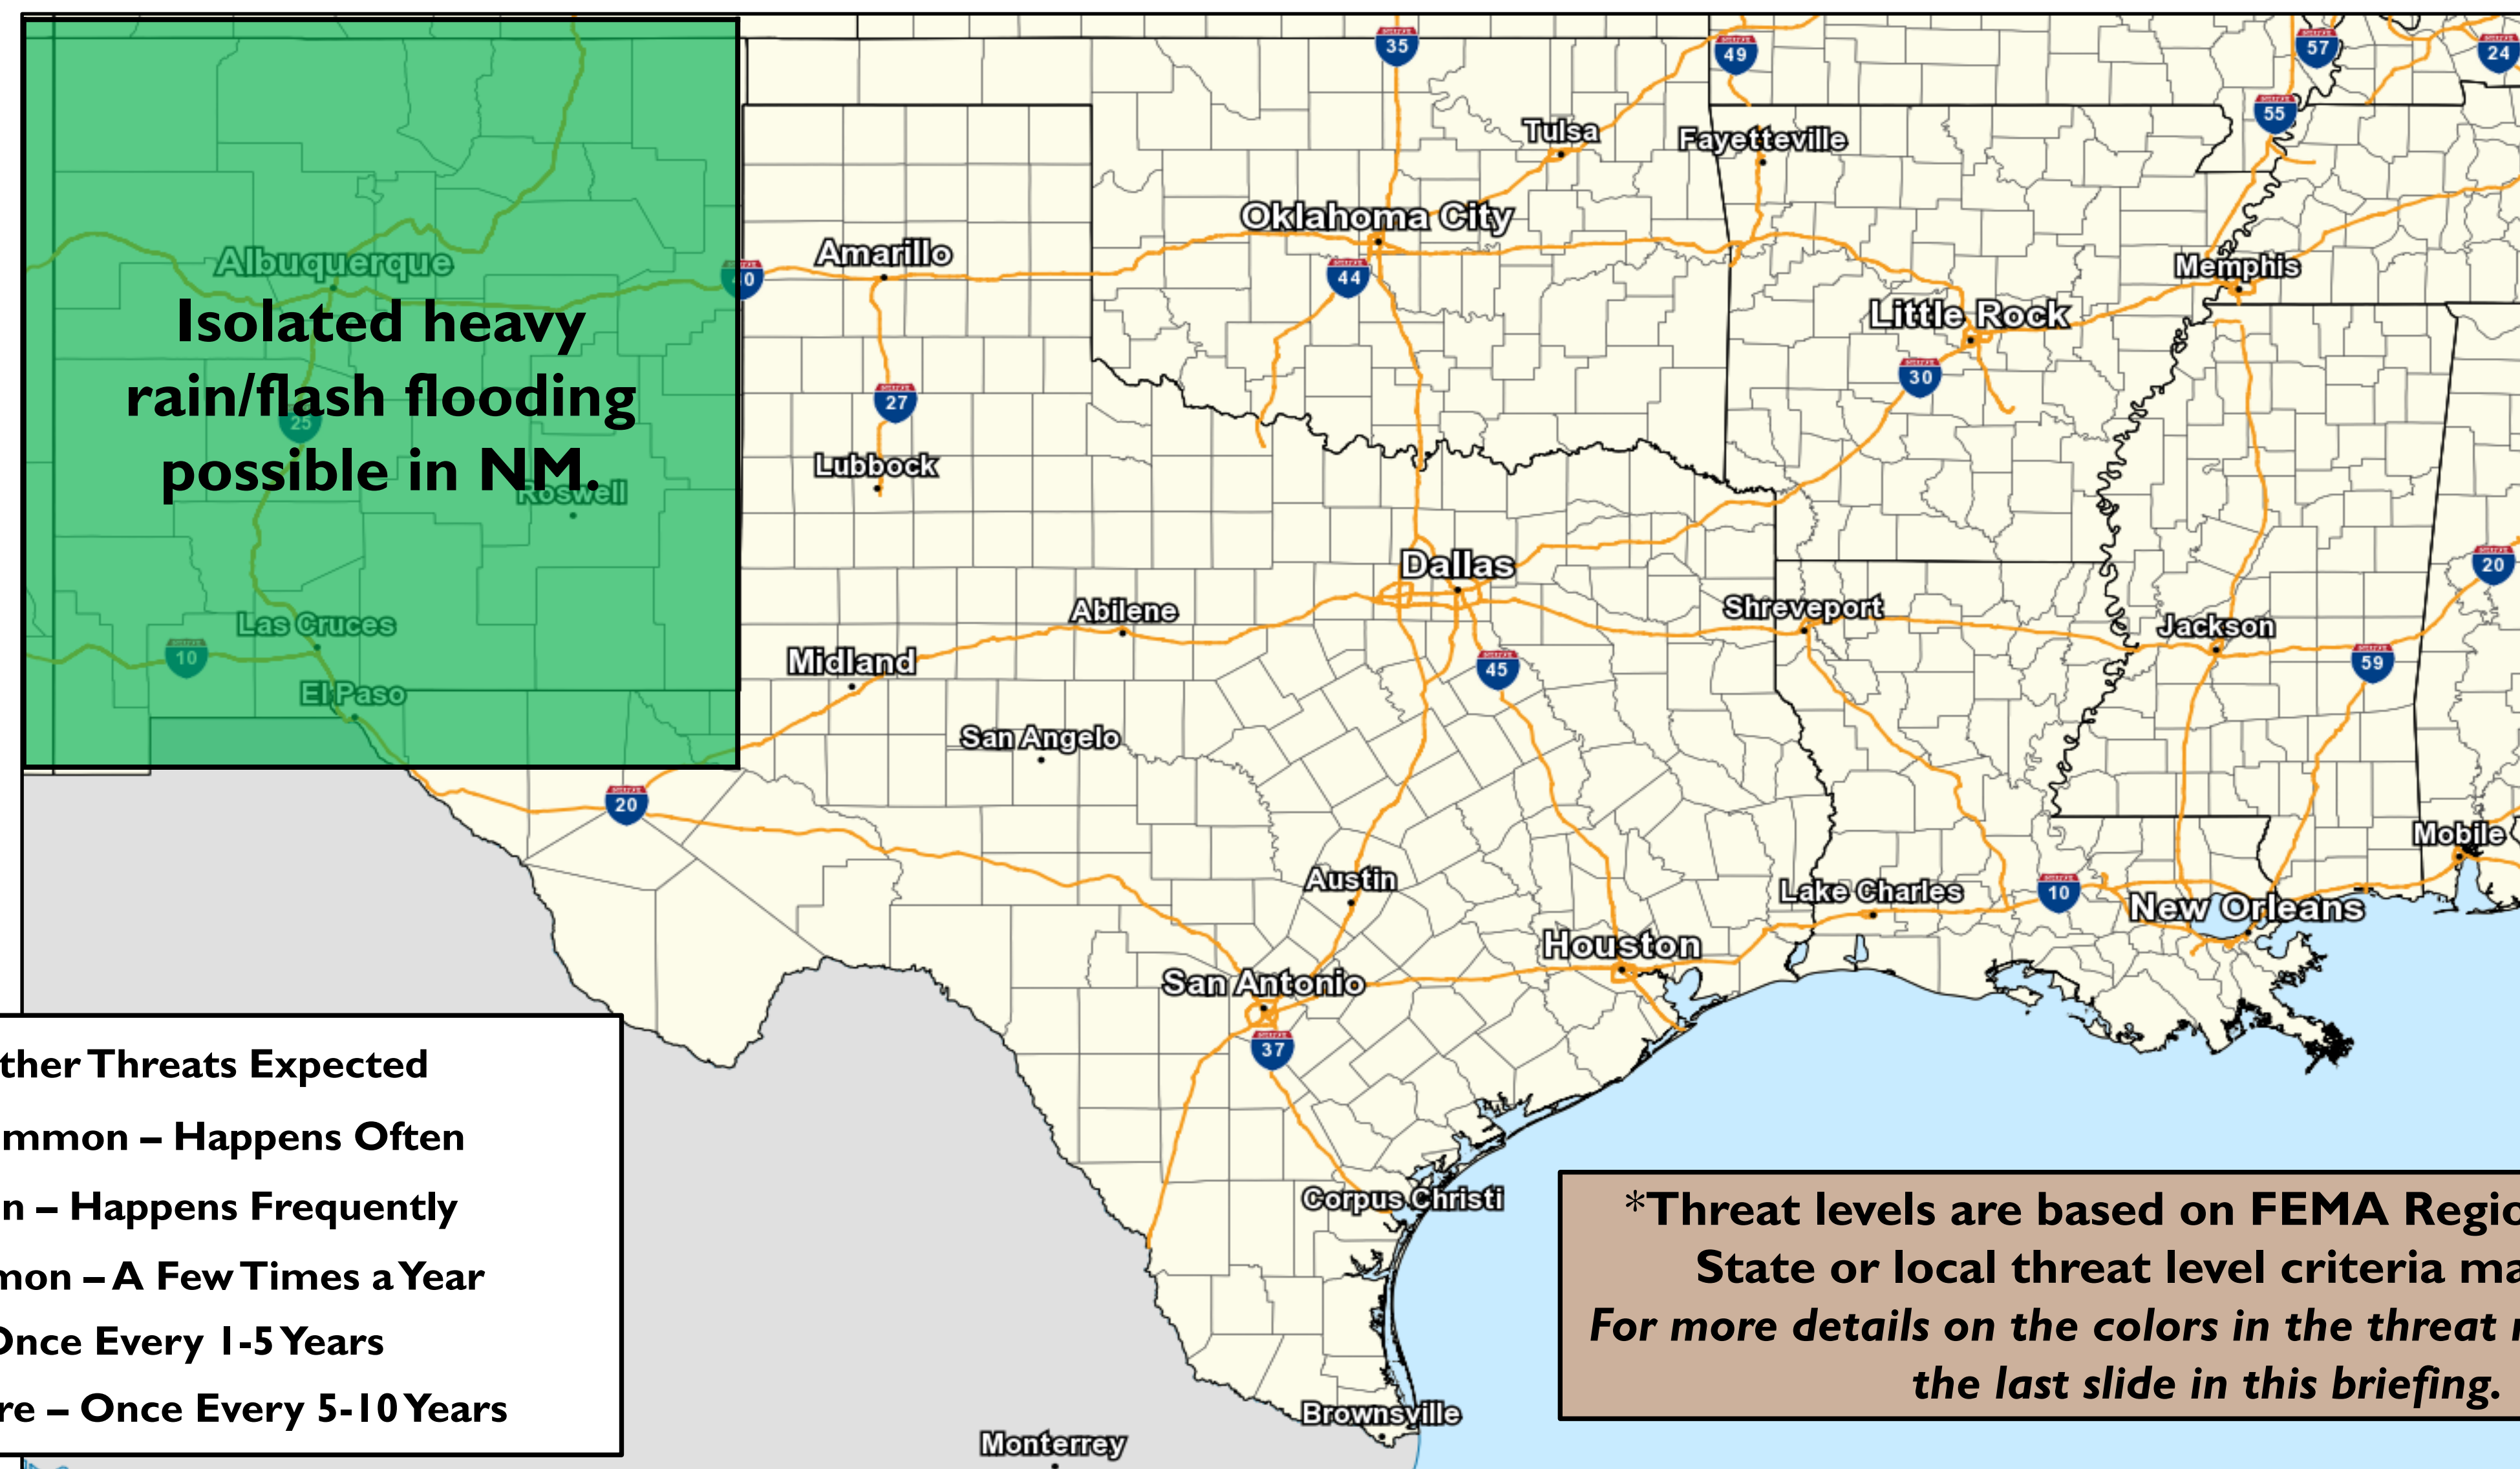 35
49
57
24
55
Tulsa
Fayetteville
Oklahoma City
Albuquerque
Amarillo
40
44
Memphis
Little Rock
Isolated heavy
rain/flash flooding
possible in NM.
25
27
30
Lubbock
Roswell
Dallas
20
Abilene
Shreveport
Las Cruces
Jackson
10
Midland
45
59
El Paso
San Angelo
20
Mobile
Austin
Lake Charles
10
New Orleans
Houston
San Antonio
37
ther Threats Expected
mmon – Happens Often
n – Happens Frequently
mon – A Few Times a Year
Once Every 1-5 Years
re – Once Every 5-10 Years
Corpus Christi
*Threat levels are based on FEMA Regio
State or local threat level criteria ma
For more details on the colors in the threat
the last slide in this briefing.
Brownsville
Monterrey